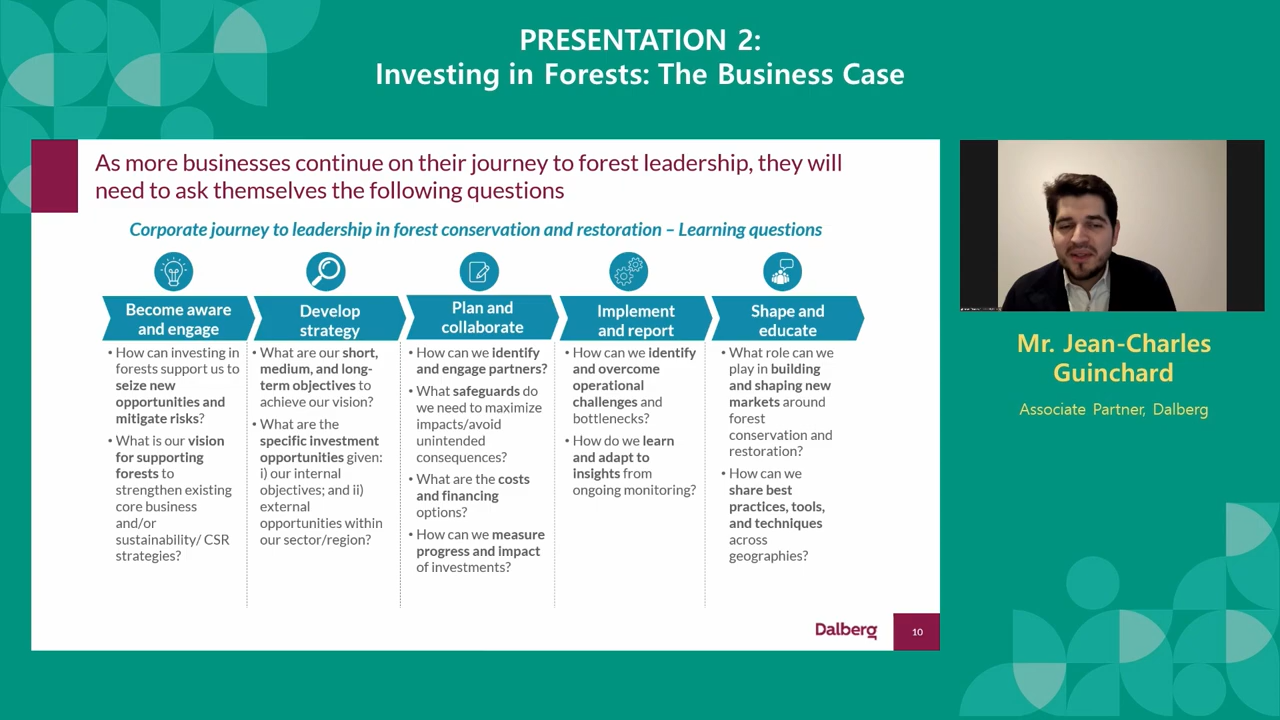 PRESENTATION 2:
Investing in Forests: The Business Case
As more businesses continue on their journey to forest leadership, they will
need to ask themselves the following questions
Corporate journey to leadership in forest conservation and restoration – Learning questions
Become aware
and engage
• How can investing in
forests support us to
seize new
opportunities and
mitigate risks?
• What is our vision
for supporting
forests to
strengthen existing
core business
and/or
sustainability/ CSR
strategies?
Develop
strategy
• What are our short,
medium, and long-
term objectives to
achieve our vision?
• What are the
specific investment
opportunities given:
i) our internal
objectives; and ii)
external
opportunities within
our sector/region?
Plan and
collaborate
• How can we identify
and engage partners?
• What safeguards do
we need to maximize
impacts/avoid
unintended
consequences?
• What are the costs
and financing
options?
• How can we measure
progress and impact
of investments?
Implement
and report
• How can we identify
and overcome
operational
challenges and
bottlenecks?
• How do we learn
and adapt to
insights from
ongoing monitoring?
Shape and
educate
• What role can we
play in building
and shaping new
markets around
forest
conservation and
restoration?
• How can we
share best
practices, tools,
and techniques
across
geographies?
Dalberg
10
Mr. Jean-Charles
Guinchard
Associate Partner, Dalberg